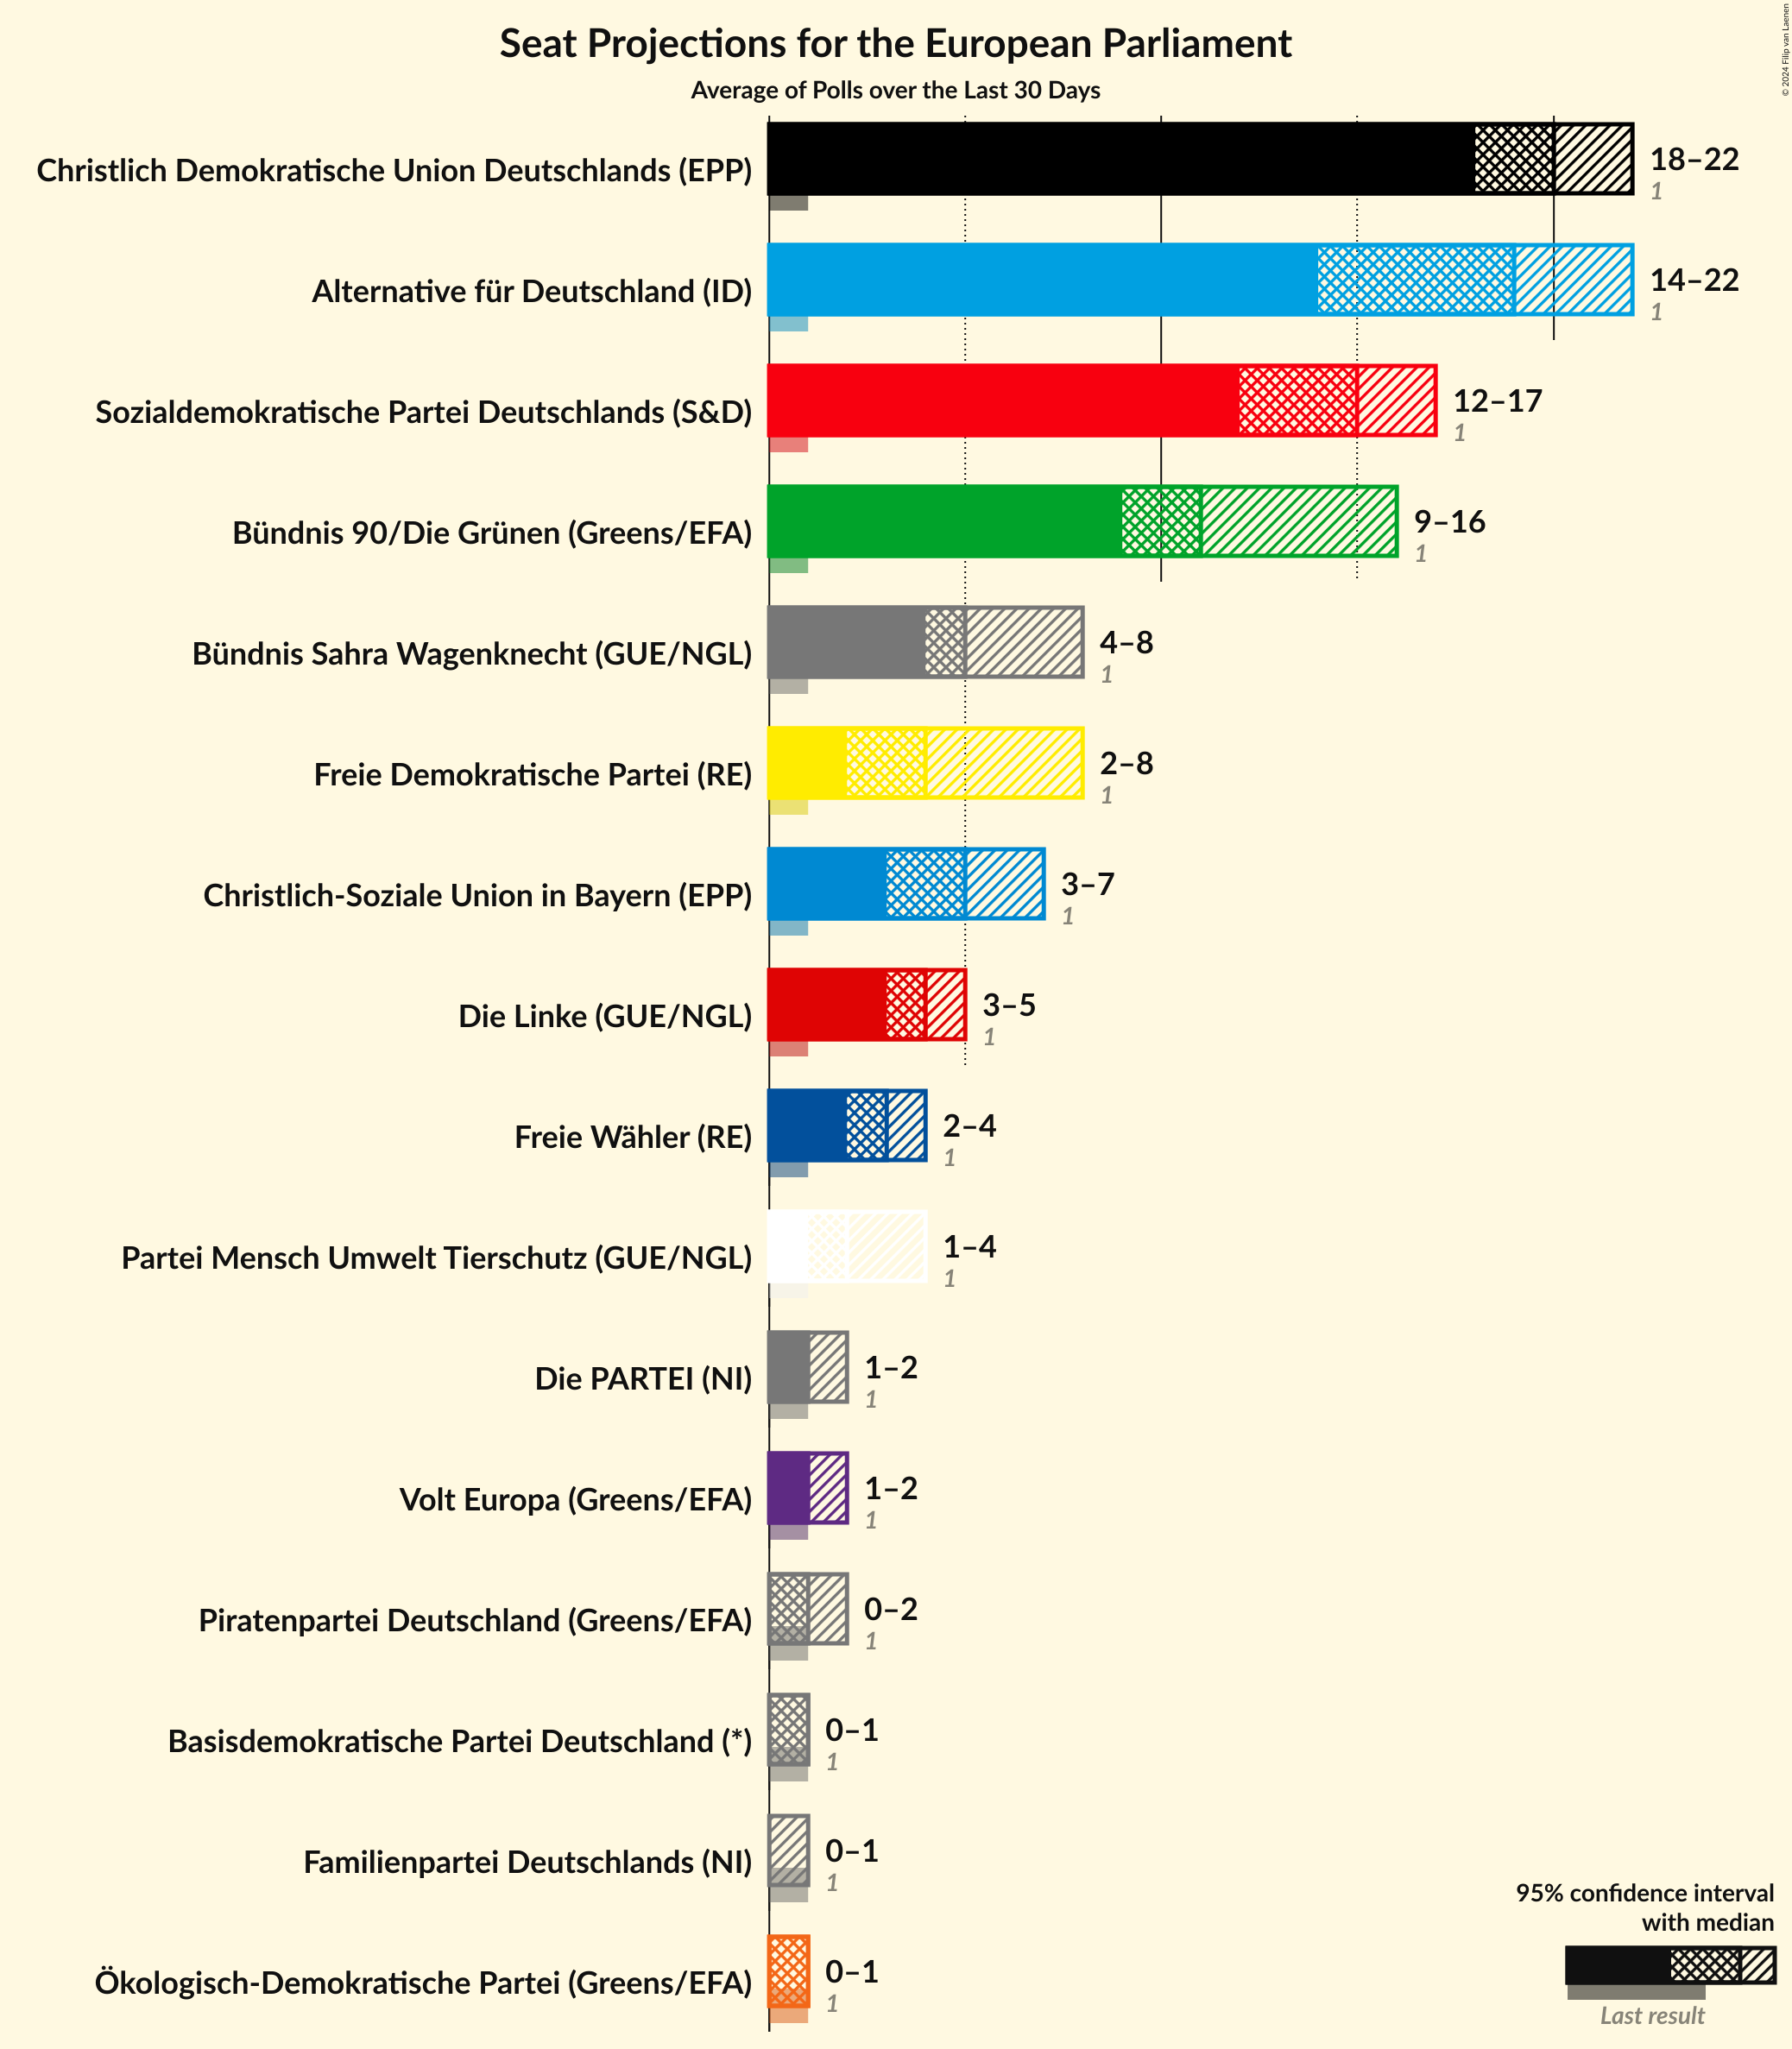 Seat Projections for the European Parliament
Average of Polls over the Last 30 Days
© 2024 Filip van Laenen
Christlich Demokratische Union Deutschlands (EPP)
18–22
1
Alternative für Deutschland (ID)
14–22
1
Sozialdemokratische Partei Deutschlands (S&D)
12–17
1
Bündnis 90/Die Grünen (Greens/EFA)
9–16
1
Bündnis Sahra Wagenknecht (GUE/NGL)
4–8
1
Freie Demokratische Partei (RE)
2–8
1
Christlich-Soziale Union in Bayern (EPP)
3–7
1
Die Linke (GUE/NGL)
3–5
1
Freie Wähler (RE)
2–4
1
Partei Mensch Umwelt Tierschutz (GUE/NGL)
1–4
1
Die PARTEI (NI)
1–2
1
Volt Europa (Greens/EFA)
1–2
1
Piratenpartei Deutschland (Greens/EFA)
0–2
1
Basisdemokratische Partei Deutschland (*)
0–1
1
Familienpartei Deutschlands (NI)
0–1
1
Ökologisch-Demokratische Partei (Greens/EFA)
0–1
1
95% confidence interval
with median
Last result